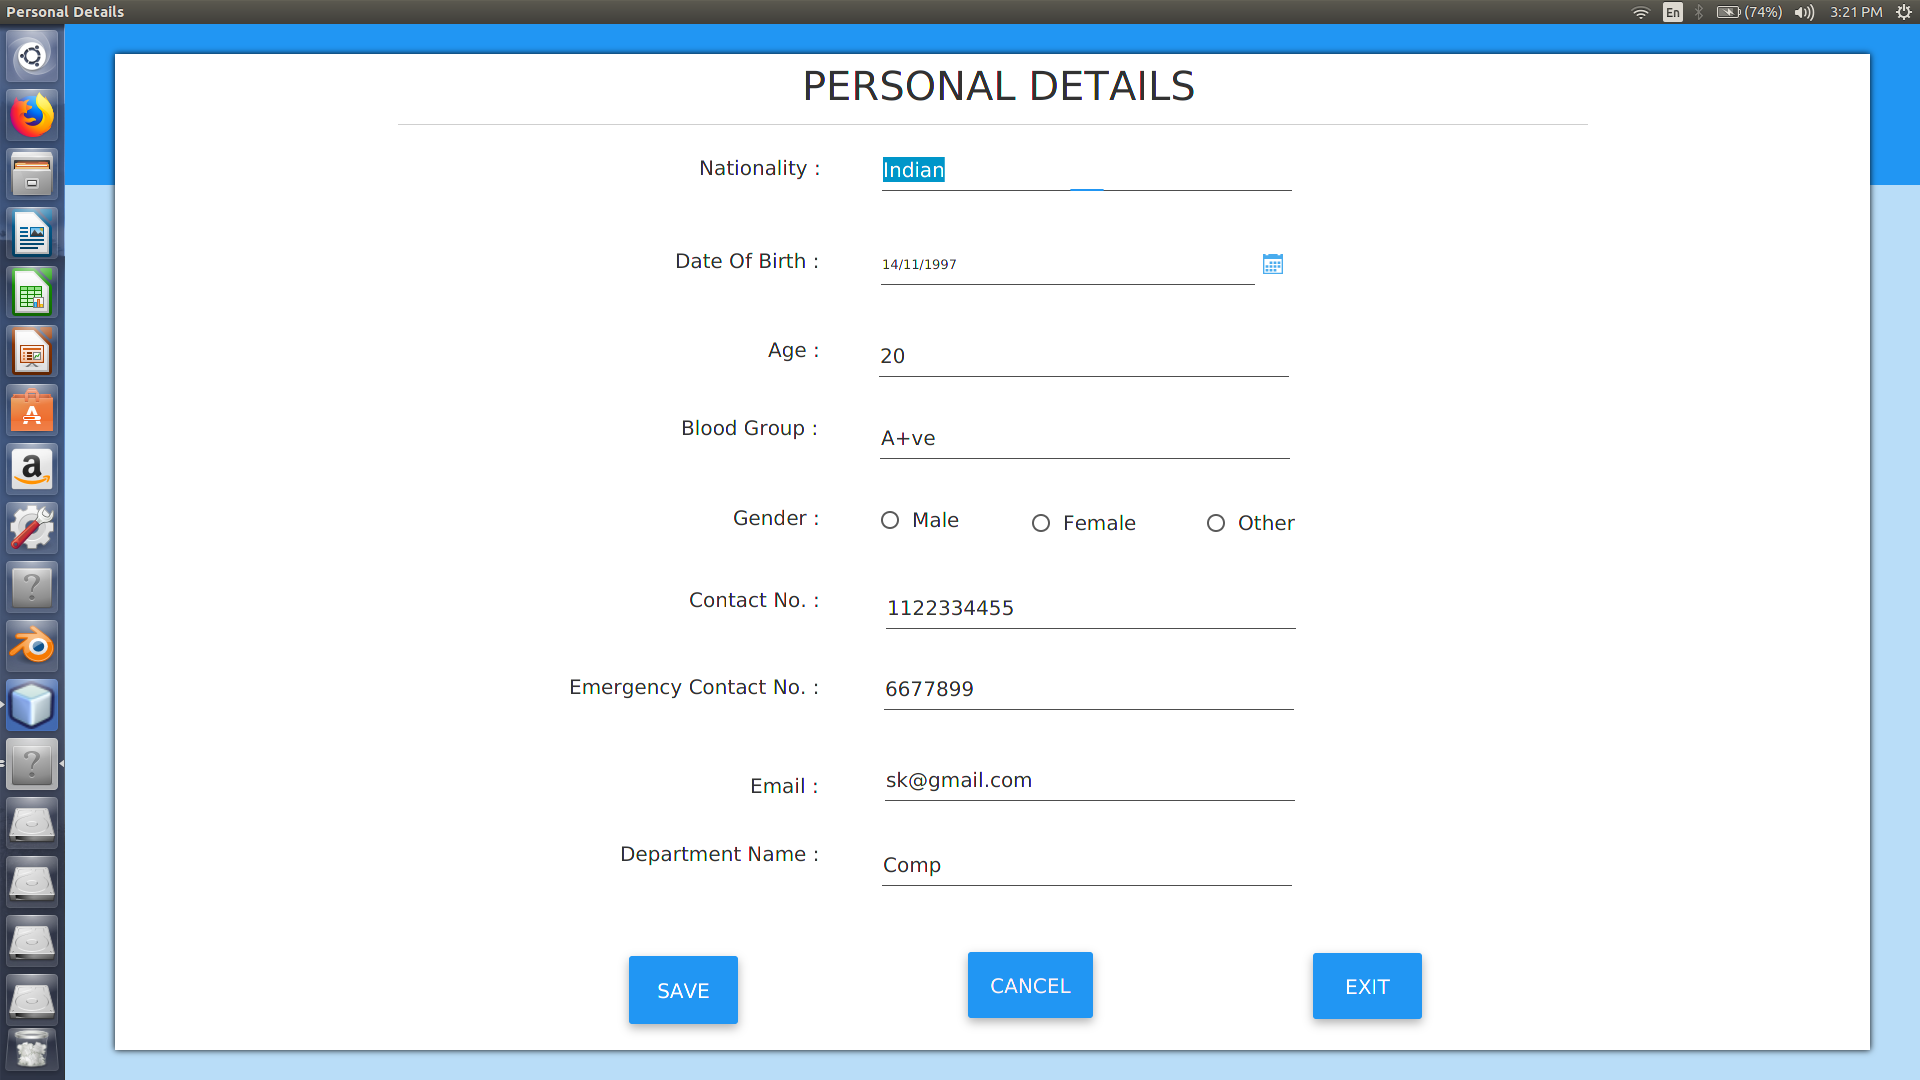 Personal Details
En (74%) 3:21 PM
PERSONAL DETAILS
Nationality : Indian
Date Of Birth : 14/11/1997
Age : 20
Blood Group : A+ve
Gender : Male Female Other
Contact No. : 1122334455
Emergency Contact No. : 6677899
Email : sk@gmail.com
Department Name : Comp
SAVE CANCEL EXIT